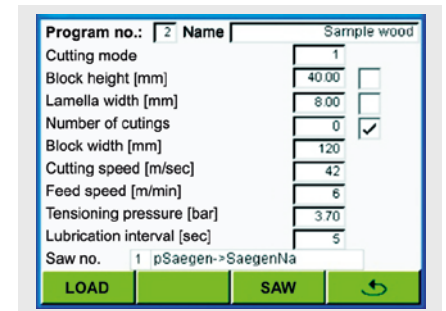 Program no.: 2 Name Sample wood
Cutting mode 1
Block height [mm] 40.00
Lamella width [mm] 8.00
Number of cutings 0
Block width [mm] 120
Cutting speed [m/sec] 42
Feed speed [m/min] 6
Tensioning pressure [bar] 3.70
Lubrication interval [sec] 5
Saw no. 1 pSaegen->SaegenNa
LOAD SAW